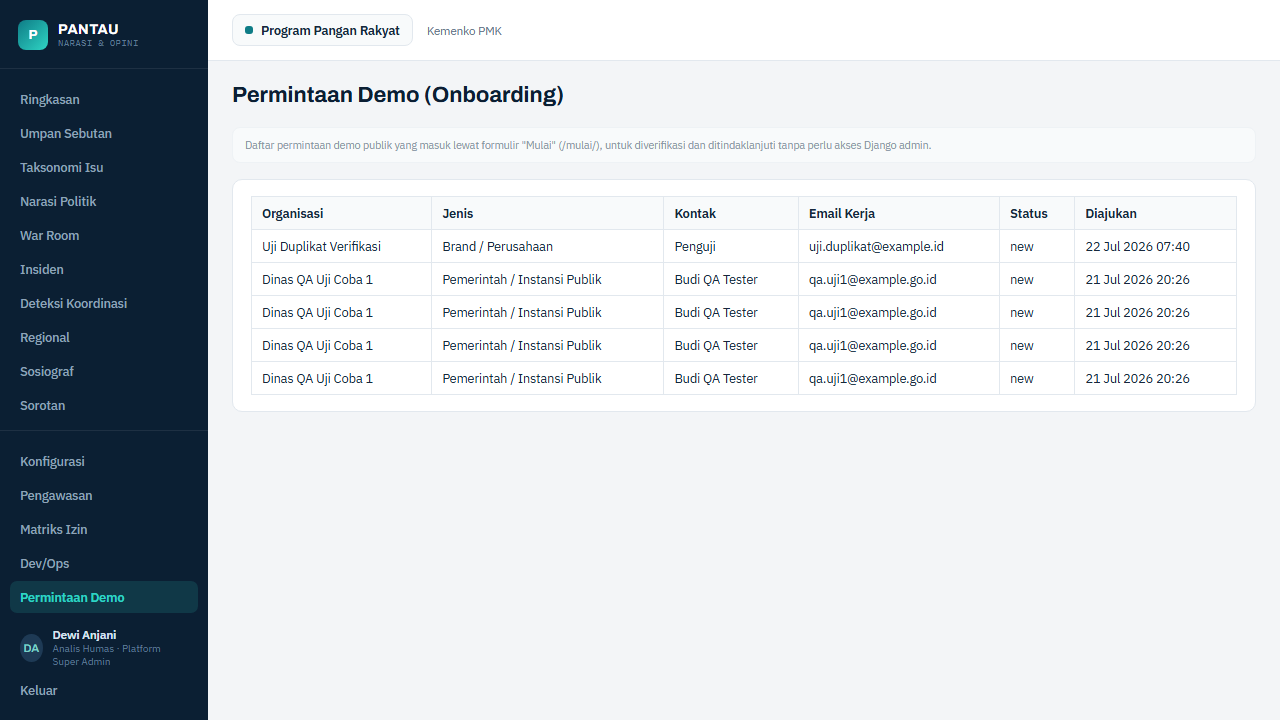 P
PANTAU
NARASI & OPINI
Ringkasan
Umpan Sebutan
Taksonomi Isu
Narasi Politik
War Room
Insiden
Deteksi Koordinasi
Regional
Sosiograf
Sorotan
Konfigurasi
Pengawasan
Matriks Izin
Dev/Ops
Permintaan Demo
DA
Dewi Anjani
Analis Humas · Platform
Super Admin
Keluar
Program Pangan Rakyat Kemenko PMK
Permintaan Demo (Onboarding)
Daftar permintaan demo publik yang masuk lewat formulir "Mulai" (/mulai/), untuk diverifikasi dan ditindaklanjuti tanpa perlu akses Django admin.
Organisasi Jenis Kontak Email Kerja Status Diajukan
Uji Duplikat Verifikasi Brand / Perusahaan Penguji uji.duplikat@example.id new 22 Jul 2026 07:40
Dinas QA Uji Coba 1 Pemerintah / Instansi Publik Budi QA Tester qa.uji1@example.go.id new 21 Jul 2026 20:26
Dinas QA Uji Coba 1 Pemerintah / Instansi Publik Budi QA Tester qa.uji1@example.go.id new 21 Jul 2026 20:26
Dinas QA Uji Coba 1 Pemerintah / Instansi Publik Budi QA Tester qa.uji1@example.go.id new 21 Jul 2026 20:26
Dinas QA Uji Coba 1 Pemerintah / Instansi Publik Budi QA Tester qa.uji1@example.go.id new 21 Jul 2026 20:26